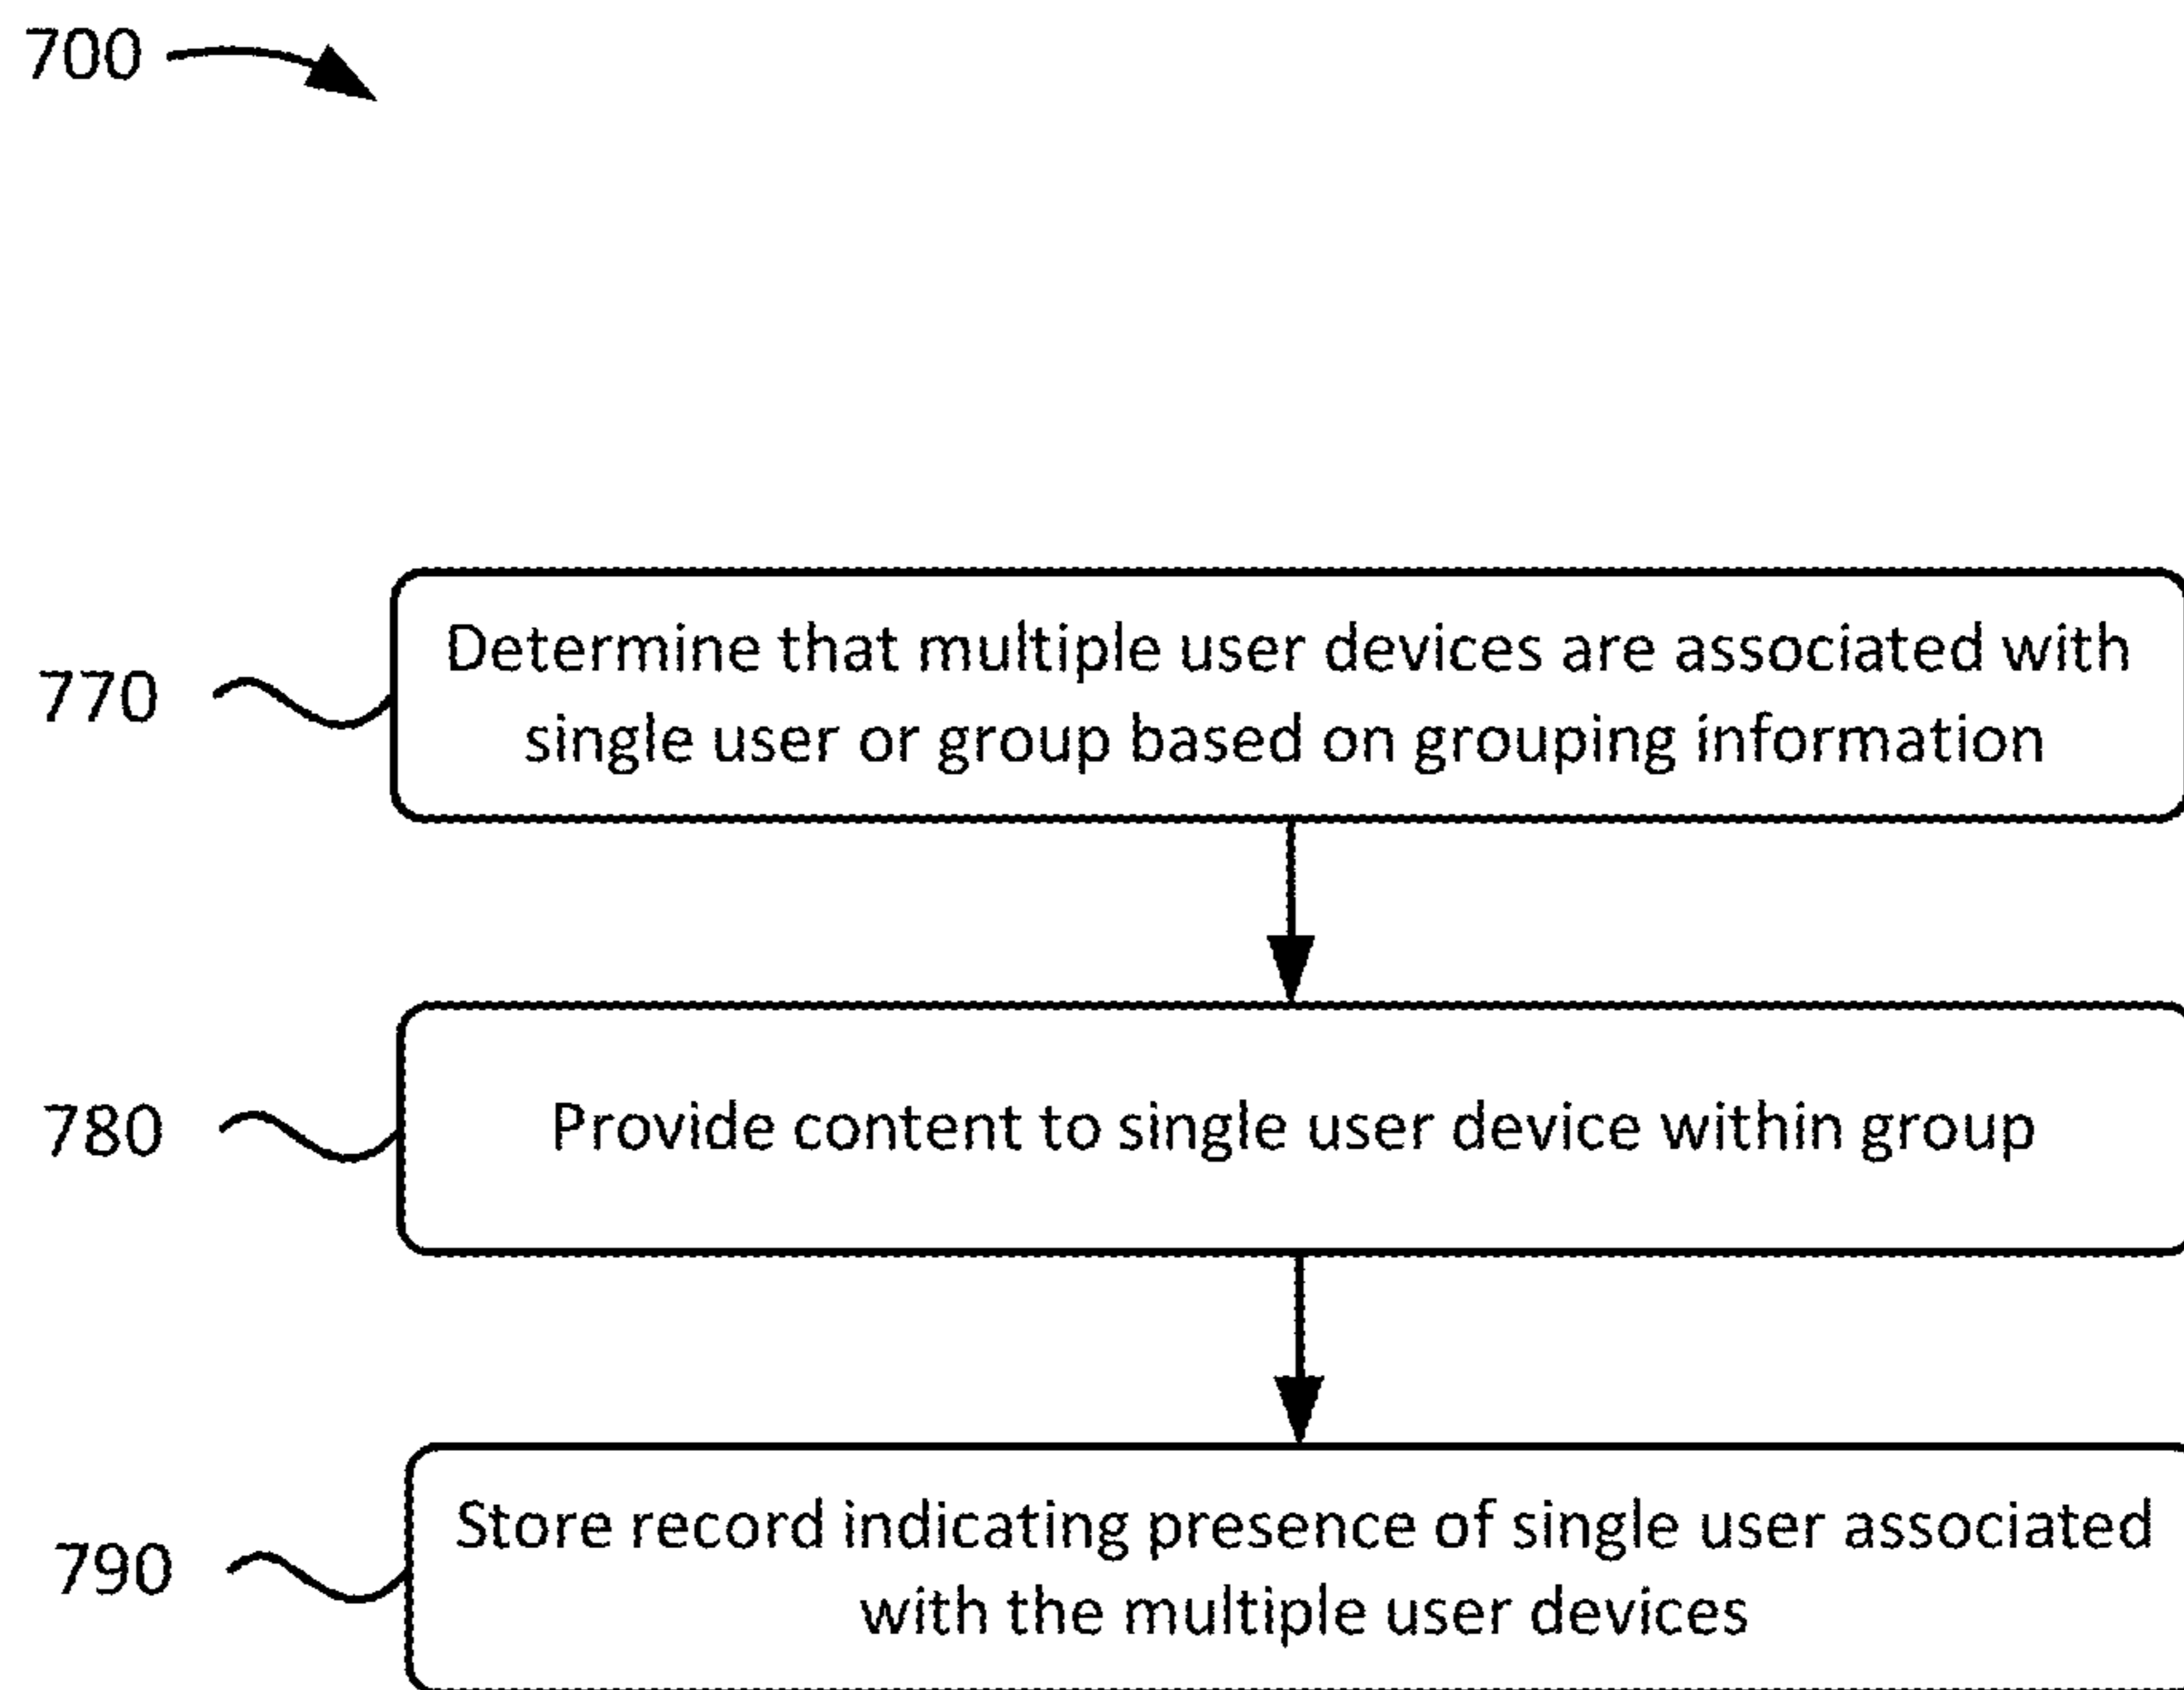 700
770
Determine that multiple user devices are associated with
single user or group based on grouping information
780
Provide content to single user device within group
790
Store record indicating presence of single user associated
with the multiple user devices